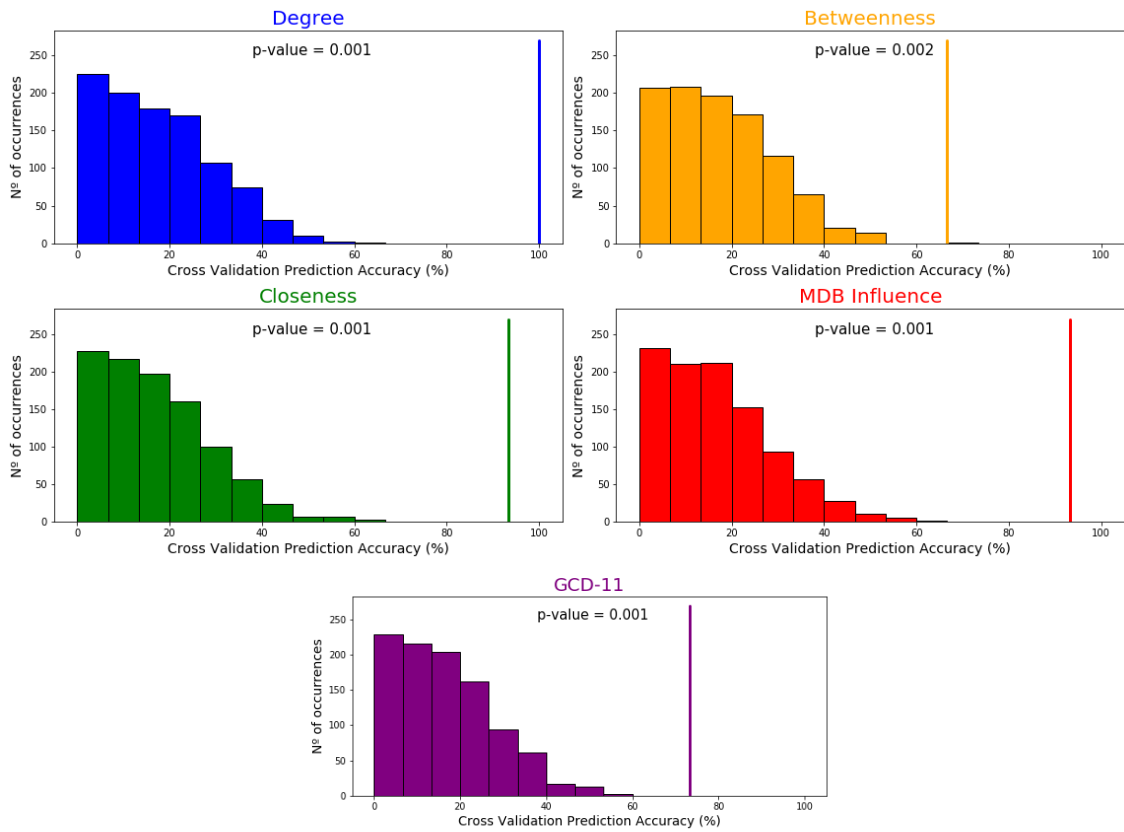 Degree
p-value = 0.001
250
200
150
100
50
0
Nº of occurrences
0 20 40 60 80 100
Cross Validation Prediction Accuracy (%)
Betweenness
p-value = 0.002
250
200
150
100
50
0
Nº of occurrences
0 20 40 60 80 100
Cross Validation Prediction Accuracy (%)
Closeness
p-value = 0.001
250
200
150
100
50
0
Nº of occurrences
0 20 40 60 80 100
Cross Validation Prediction Accuracy (%)
MDB Influence
p-value = 0.001
250
200
150
100
50
0
Nº of occurrences
0 20 40 60 80 100
Cross Validation Prediction Accuracy (%)
GCD-11
p-value = 0.001
250
200
150
100
50
0
Nº of occurrences
0 20 40 60 80 100
Cross Validation Prediction Accuracy (%)